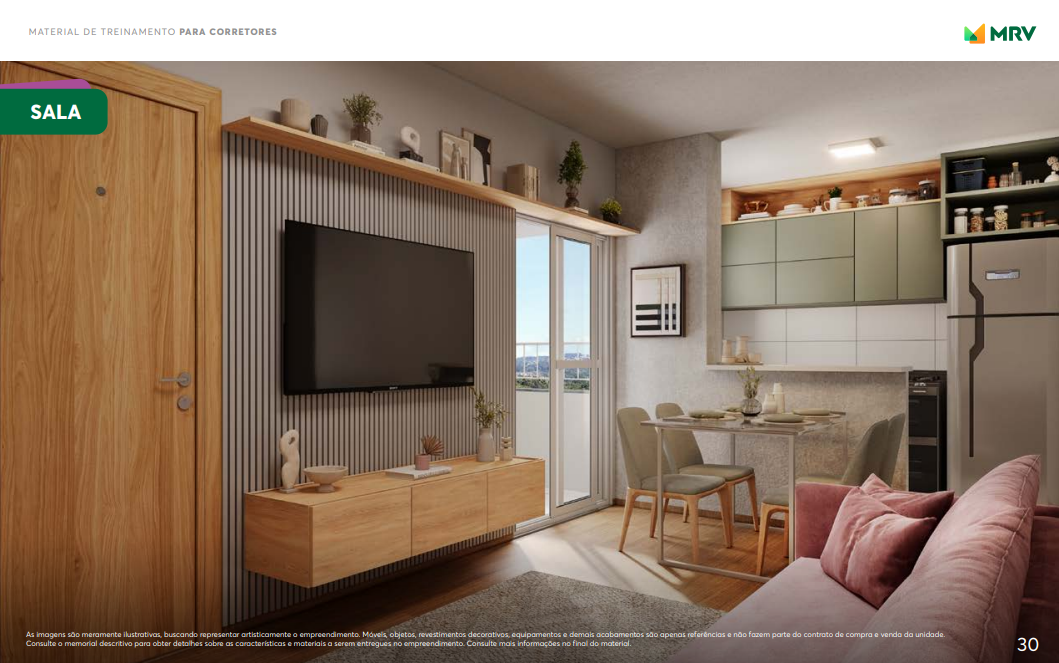 MATERIAL DE TREINAMENTO PARA CORRETORES
MRV
SALA
As imagens são meramente ilustrativas, buscando representar artisticamente o empreendimento. Móveis, objetos, revestimentos decorativos, equipamentos e demais acabamentos são apenas referências e não fazem parte do contrato de compra e venda da unidade.
Consulte o memorial descritivo para obter detalhes sobre as características e materiais a serem entregues no empreendimento. Consulte mais informações no final do material.
30